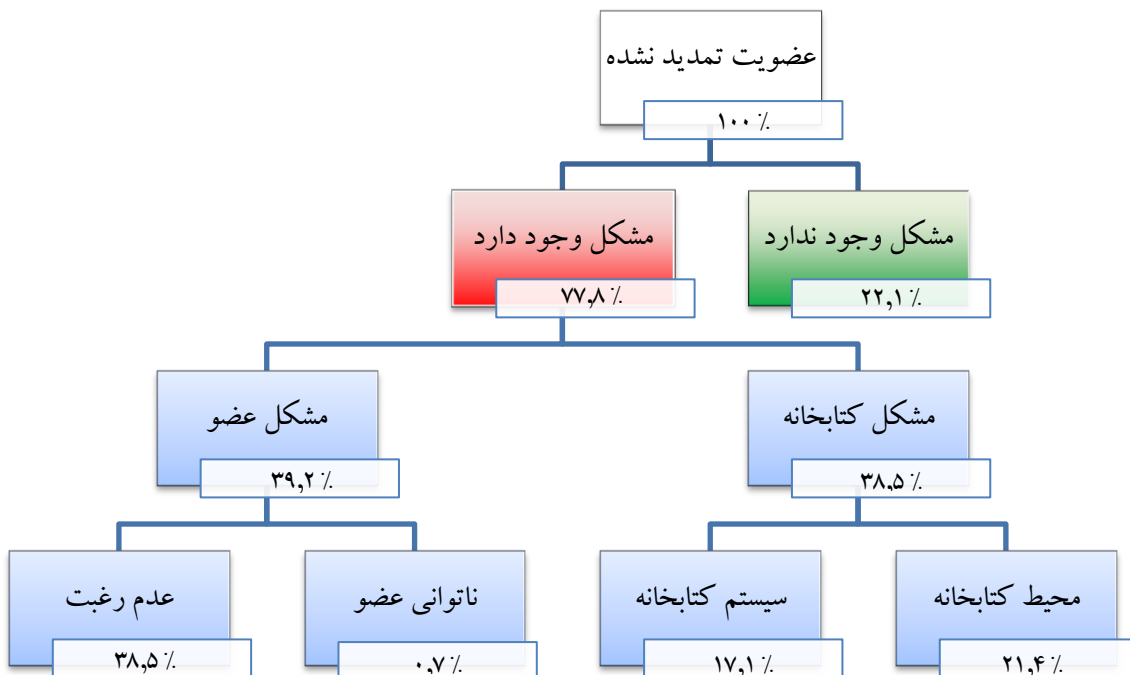 عضویت تمدید نشده
۱۰۰ ٪
مشکل وجود ندارد
۲۲٫۱ ٪
مشکل وجود دارد
۷۷٫۸ ٪
مشکل کتابخانه
۳۸٫۵ ٪
مشکل عضو
۳۹٫۲ ٪
محیط کتابخانه
۲۱٫۴ ٪
سیستم کتابخانه
۱۷٫۱ ٪
ناتوانی عضو
۰٫۷ ٪
عدم رغبت
۳۸٫۵ ٪